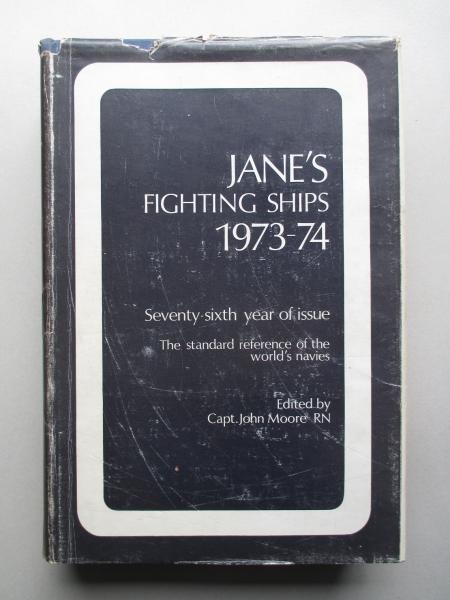 JANE'S
FIGHTING SHIPS
1973-74
Seventy-sixth year of issue
The standard reference of the
world's navies
Edited by
Capt. John Moore RN